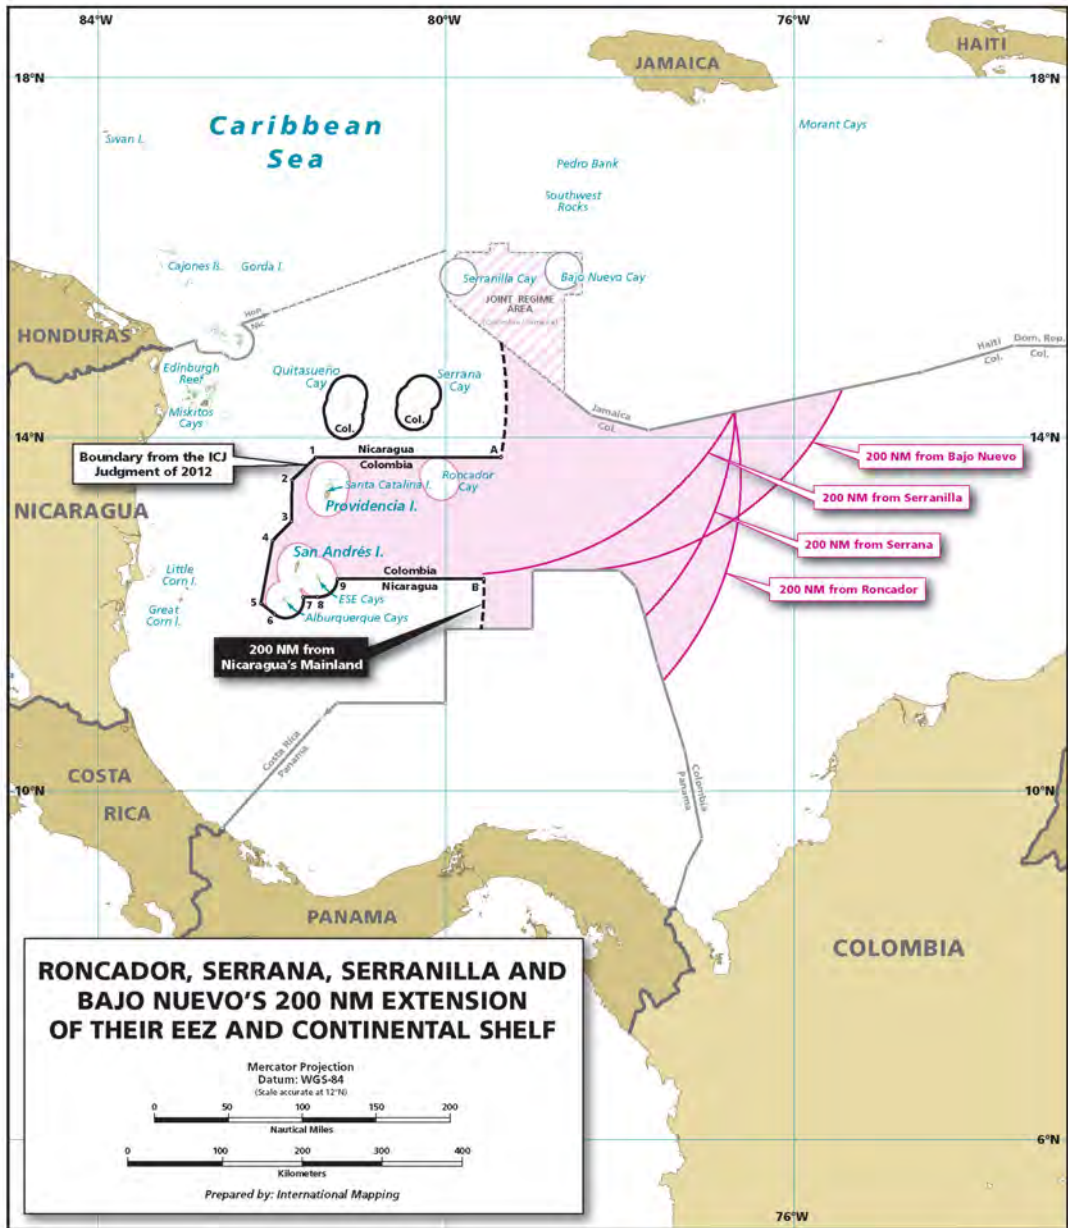 84°W
80°W
76°W
18°N
18°N
HAITI
JAMAICA
Caribbean
Sea
Swan I.
Morant Cays
Pedro Bank
Southwest
Rocks
Cajones Is.
Gorda I.
Serranilla Cay
Bajo Nuevo Cay
JOINT REGIME
AREA
Hon
Nic
HONDURAS
Edinburgh
Reef
Miskitos
Cays
Quitasueño
Cay
Serrana
Cay
Col.
Col.
Haiti
Col.
Dom. Rep.
Col.
Jamaica
Col.
14°N
14°N
Boundary from the ICJ
Judgment of 2012
1
Nicaragua
A
Colombia
2
Santa Catalina I.
Roncador
Cay
Providencia I.
200 NM from Bajo Nuevo
200 NM from Serranilla
200 NM from Serrana
200 NM from Roncador
NICARAGUA
3
4
San Andrés I.
Colombia
Nicaragua
9
B
Little
Corn I.
Great
Corn I.
5
6
7
8
ESE Cays
Alburquerque Cays
200 NM from
Nicaragua's Mainland
Costa Rica
Panama
Colombia
Panama
COSTA
RICA
10°N
10°N
PANAMA
COLOMBIA
RONCADOR, SERRANA, SERRANILLA AND
BAJO NUEVO'S 200 NM EXTENSION
OF THEIR EEZ AND CONTINENTAL SHELF
Mercator Projection
Datum: WGS-84
(Scale accurate at 12°N)
0 50 100 150 200
Nautical Miles
0 100 200 300 400
Kilometers
Prepared by: International Mapping
6°N
76°W